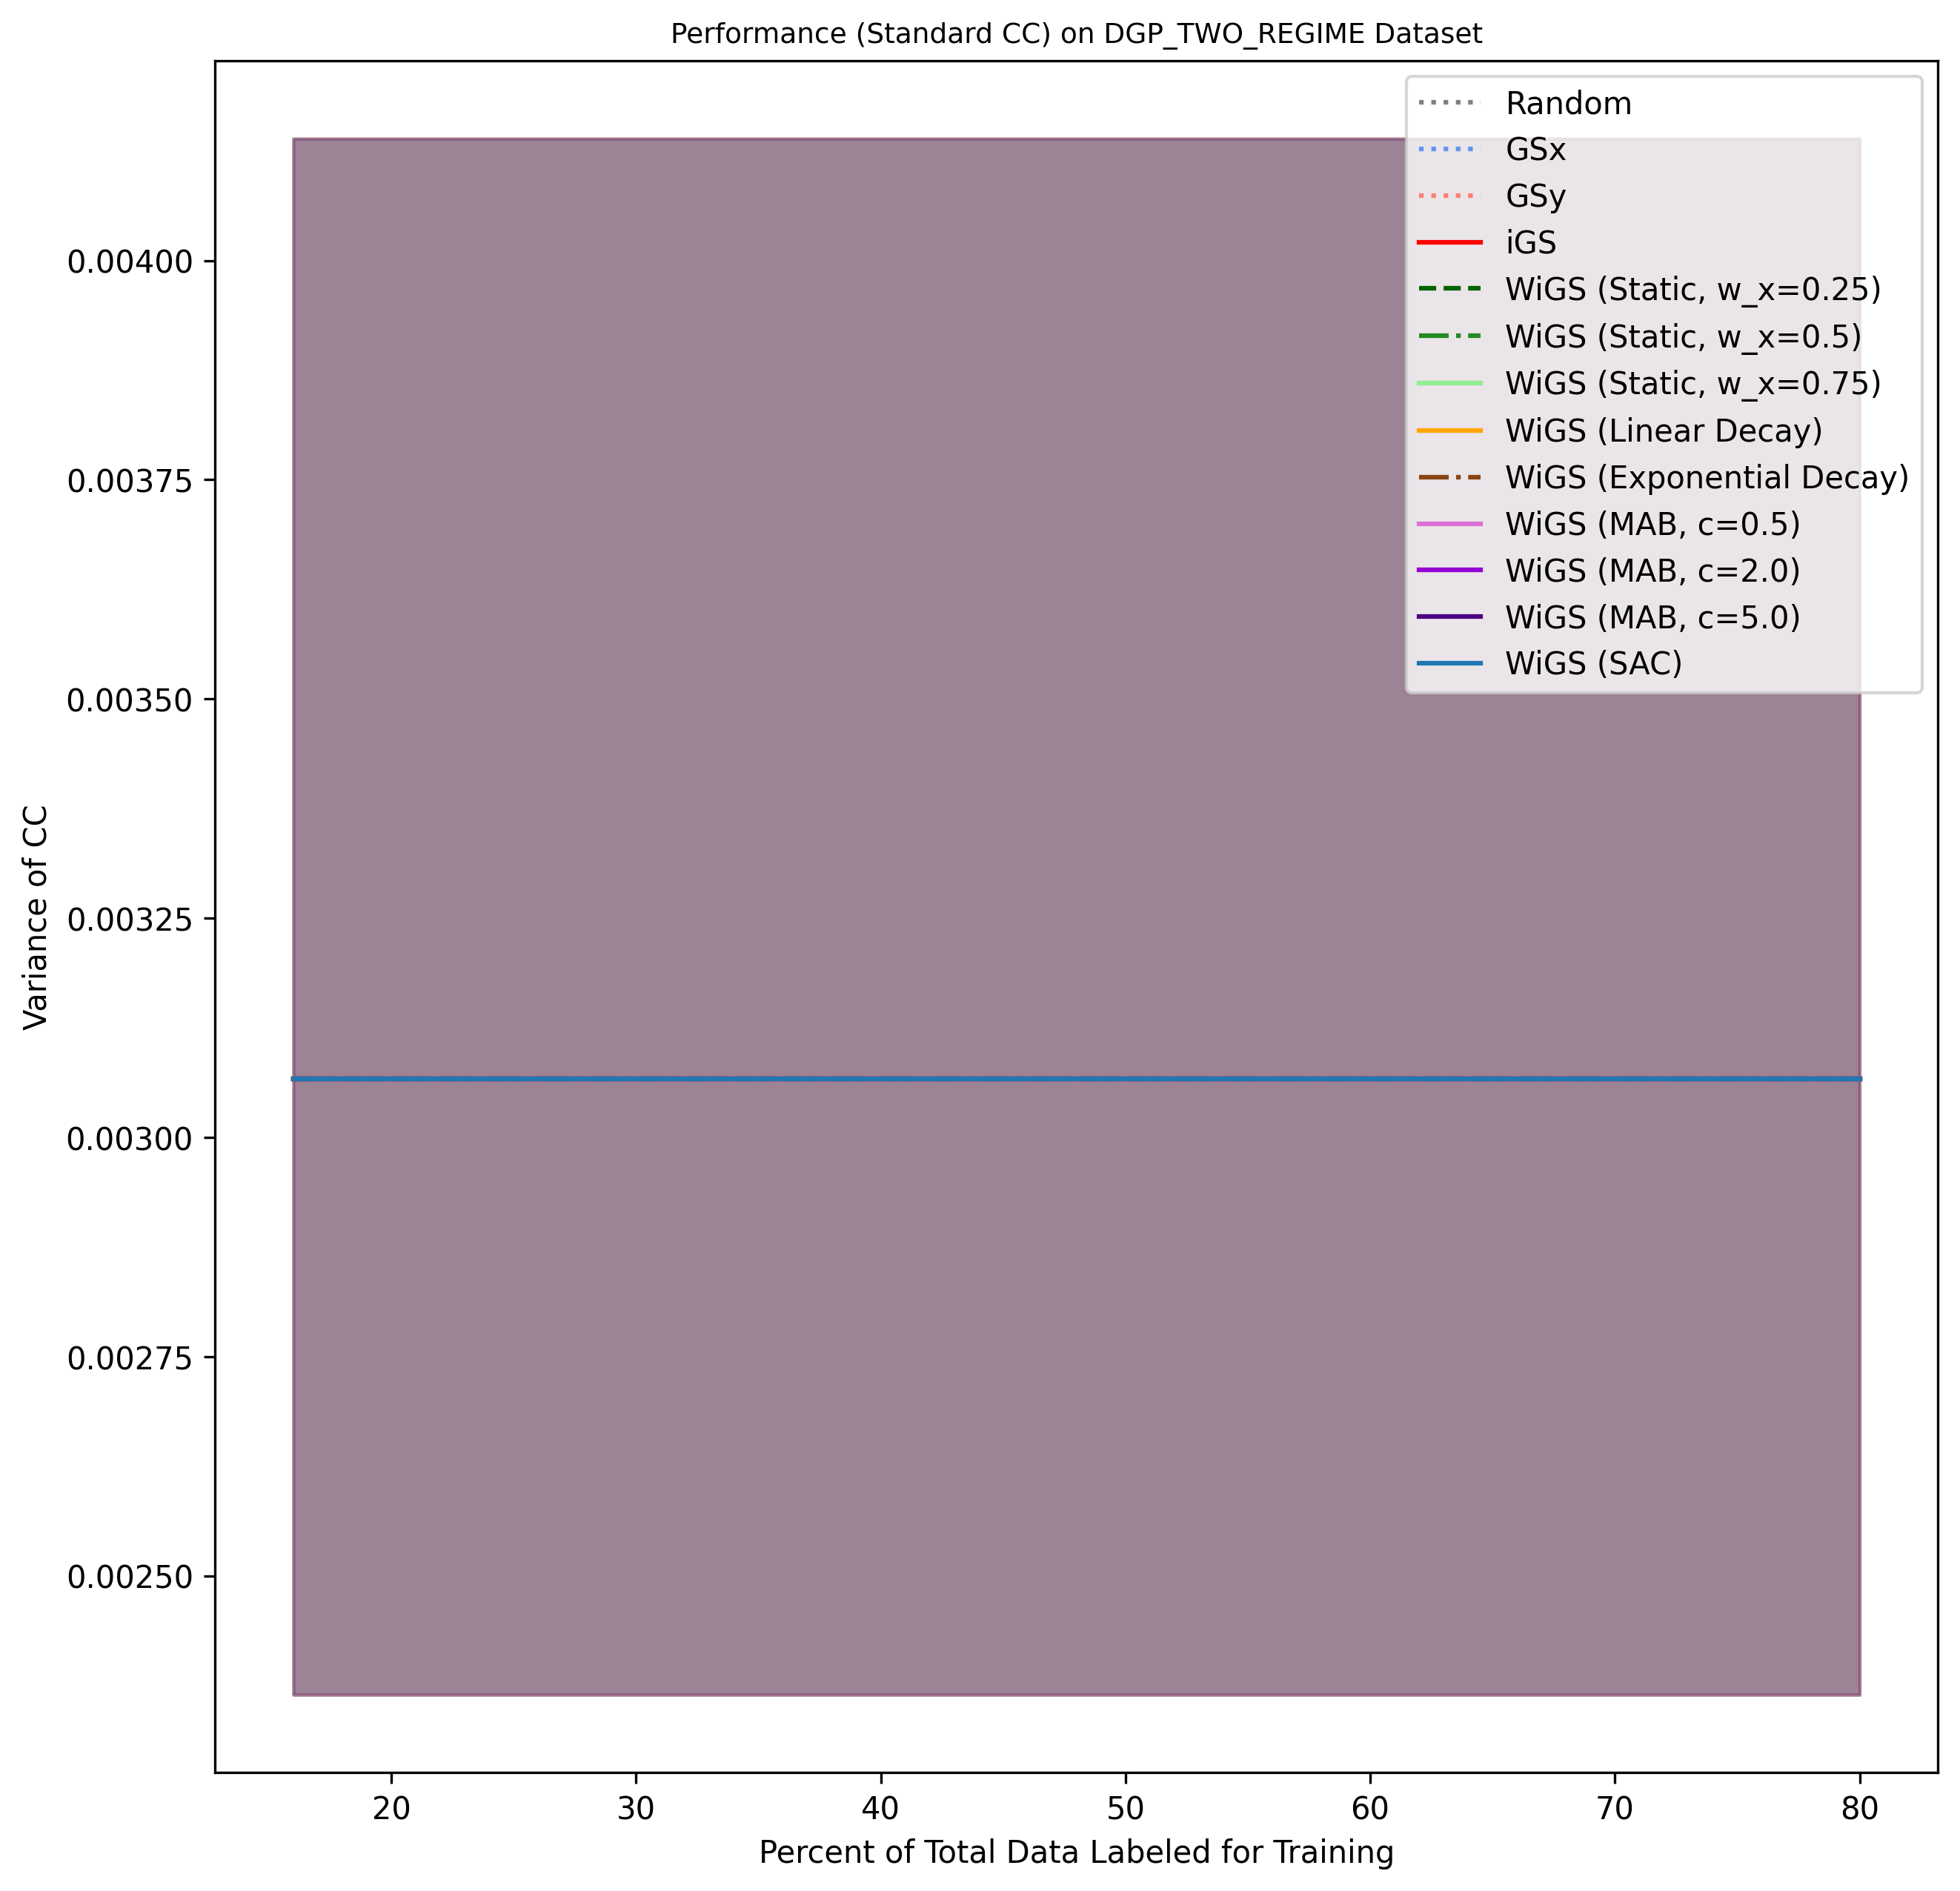 Performance (Standard CC) on DGP_TWO_REGIME Dataset
Random
GSx
GSy
iGS
WiGS (Static, w_x=0.25)
WiGS (Static, w_x=0.5)
WiGS (Static, w_x=0.75)
WiGS (Linear Decay)
WiGS (Exponential Decay)
WiGS (MAB, c=0.5)
WiGS (MAB, c=2.0)
WiGS (MAB, c=5.0)
WiGS (SAC)
Variance of CC
0.00400
0.00375
0.00350
0.00325
0.00300
0.00275
0.00250
20 30 40 50 60 70 80
Percent of Total Data Labeled for Training